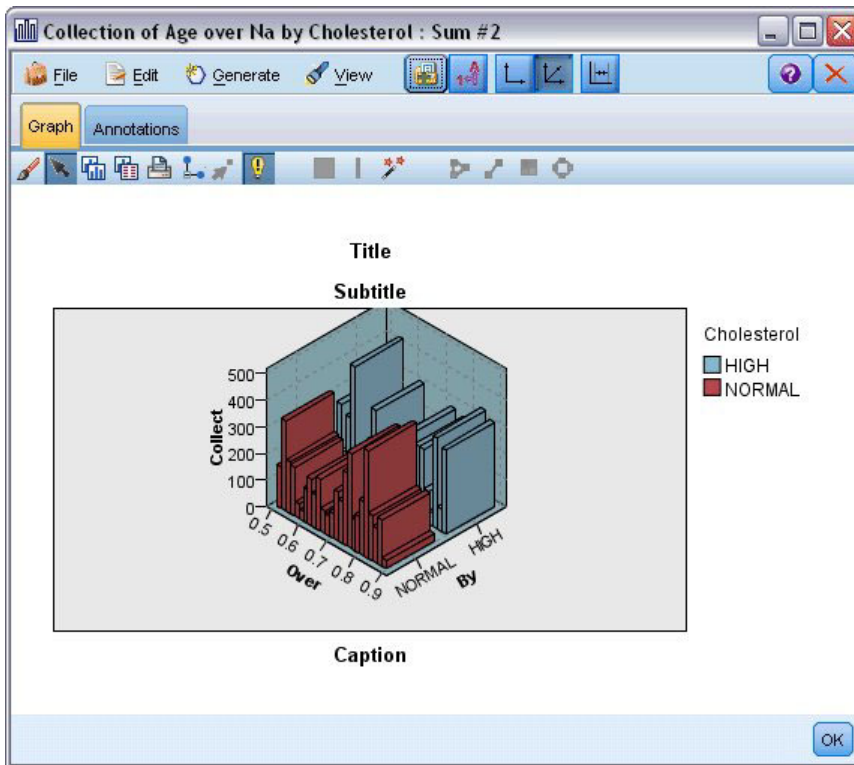 Collection of Age over Na by Cholesterol : Sum #2
File Edit Generate View
Graph Annotations
Title
Subtitle
Cholesterol
HIGH
NORMAL
500
400
300
200
100
0
Collect
0.5 0.6 0.7 0.8 0.9
Over
NORMAL HIGH
By
Caption
OK